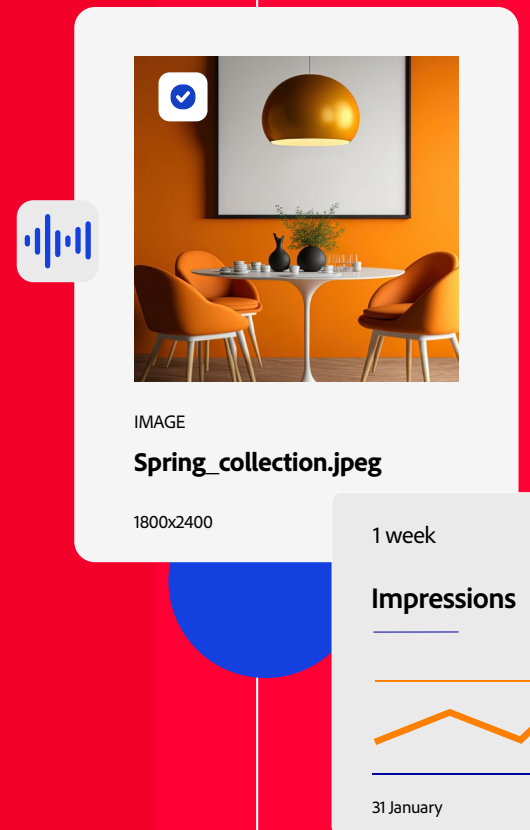 IMAGE
Spring_collection.jpeg
1800x2400
1 week
Impressions
31 January